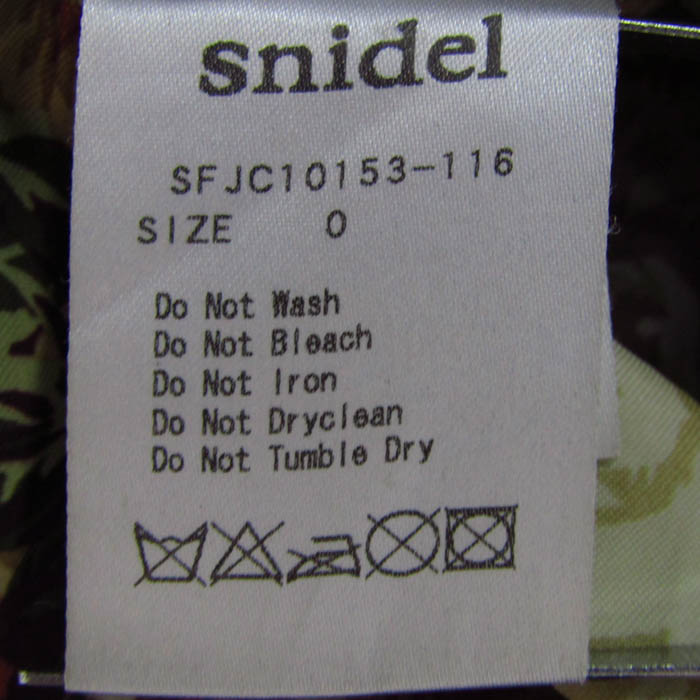 snidel
SFJC10153-116
SIZE 0
Do Not Wash
Do Not Bleach
Do Not Iron
Do Not Dryclean
Do Not Tumble Dry